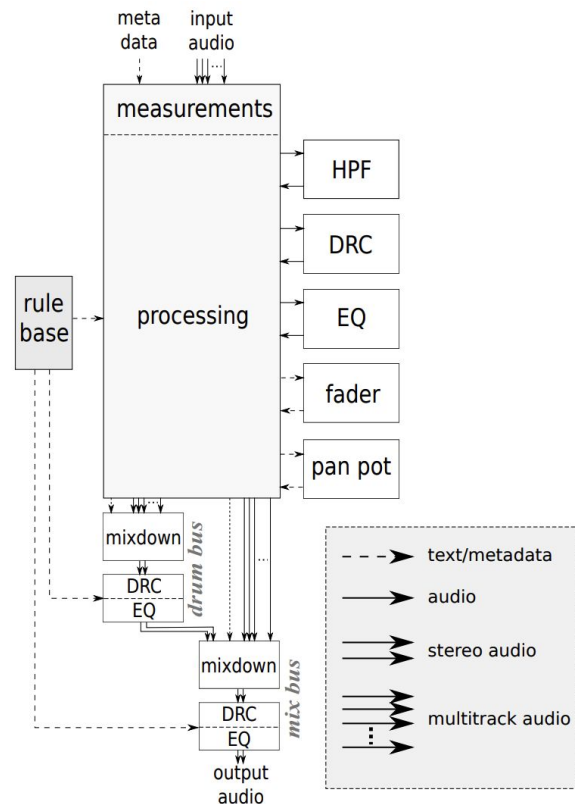 meta
data
input
audio
measurements
HPF
DRC
rule
base
processing
EQ
fader
pan pot
mixdown
drum bus
DRC
EQ
mixdown
mix bus
DRC
EQ
output
audio
text/metadata
audio
stereo audio
multitrack audio